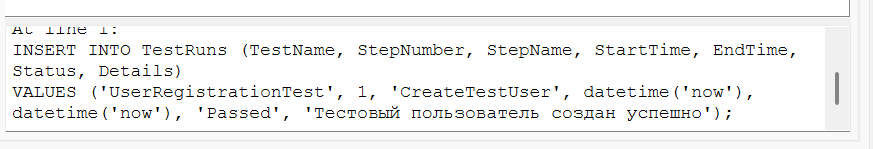 At line 1:
INSERT INTO TestRuns (TestName, StepNumber, StepName, StartTime, EndTime,
Status, Details)
VALUES ('UserRegistrationTest', 1, 'CreateTestUser', datetime('now'),
datetime('now'), 'Passed', 'Тестовый пользователь создан успешно');